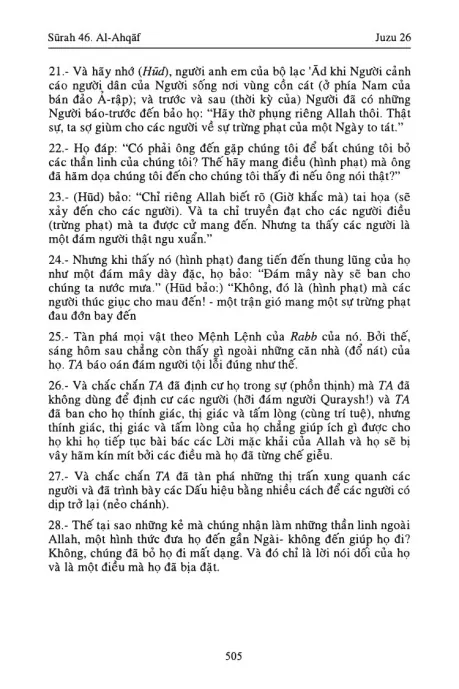 Sūrah 46. Al-Ahqāf Juzu 26
21.- Và hãy nhớ (Hūd), người anh em của bộ lạc 'Ād khi Người cảnh
cáo người dân của Người sống nơi vùng cồn cát (ở phía Nam của
bán đảo Ả-rập); và trước và sau (thời kỳ của) Người đã có những
Người báo-trước đến bảo họ: “Hãy thờ phụng riêng Allah thôi. Thật
sự, ta sợ giùm cho các người về sự trừng phạt của một Ngày to tát.”
22.- Họ đáp: “Có phải ông đến gặp chúng tôi để bắt chúng tôi bỏ
các thần linh của chúng tôi? Thế hãy mang điều (hình phạt) mà ông
đã hăm dọa chúng tôi đến cho chúng tôi thấy đi nếu ông nói thật?”
23.- (Hūd) bảo: “Chỉ riêng Allah biết rõ (Giờ khắc mà) tai họa (sẽ
xảy đến cho các người). Và ta chỉ truyền đạt cho các người điều
(trừng phạt) mà ta được cử mang đến. Nhưng ta thấy các người là
một đám người thật ngu xuẩn.”
24.- Nhưng khi thấy nó (hình phạt) đang tiến đến thung lũng của họ
như một đám mây dày đặc, họ bảo: “Đám mây này sẽ ban cho
chúng ta nước mưa.” (Hūd bảo:) “Không, đó là (hình phạt) mà các
người thúc giục cho mau đến! - một trận gió mang một sự trừng phạt
đau đớn bay đến
25.- Tàn phá mọi vật theo Mệnh Lệnh của Rabb của nó. Bởi thế,
sáng hôm sau chẳng còn thấy gì ngoài những căn nhà (đổ nát) của
họ. TA báo oán đám người tội lỗi đúng như thế.
26.- Và chắc chắn TA đã định cư họ trong sự (phồn thịnh) mà TA đã
không dùng để định cư các người (hỡi đám người Quraysh!) và TA
đã ban cho họ thính giác, thị giác và tấm lòng (cùng trí tuệ), nhưng
thính giác, thị giác và tấm lòng của họ chẳng giúp ích gì được cho
họ khi họ tiếp tục bài bác các Lời mặc khải của Allah và họ sẽ bị
vây hãm kín mít bởi các điều mà họ đã từng chế giễu.
27.- Và chắc chắn TA đã tàn phá những thị trấn xung quanh các
người và đã trình bày các Dấu hiệu bằng nhiều cách để các người có
dịp trở lại (nẻo chánh).
28.- Thế tại sao những kẻ mà chúng nhận làm những thần linh ngoài
Allah, một hình thức đưa họ đến gần Ngài- không đến giúp họ đi?
Không, chúng đã bỏ họ đi mất dạng. Và đó chỉ là lời nói dối của họ
và là một điều mà họ đã bịa đặt.
505